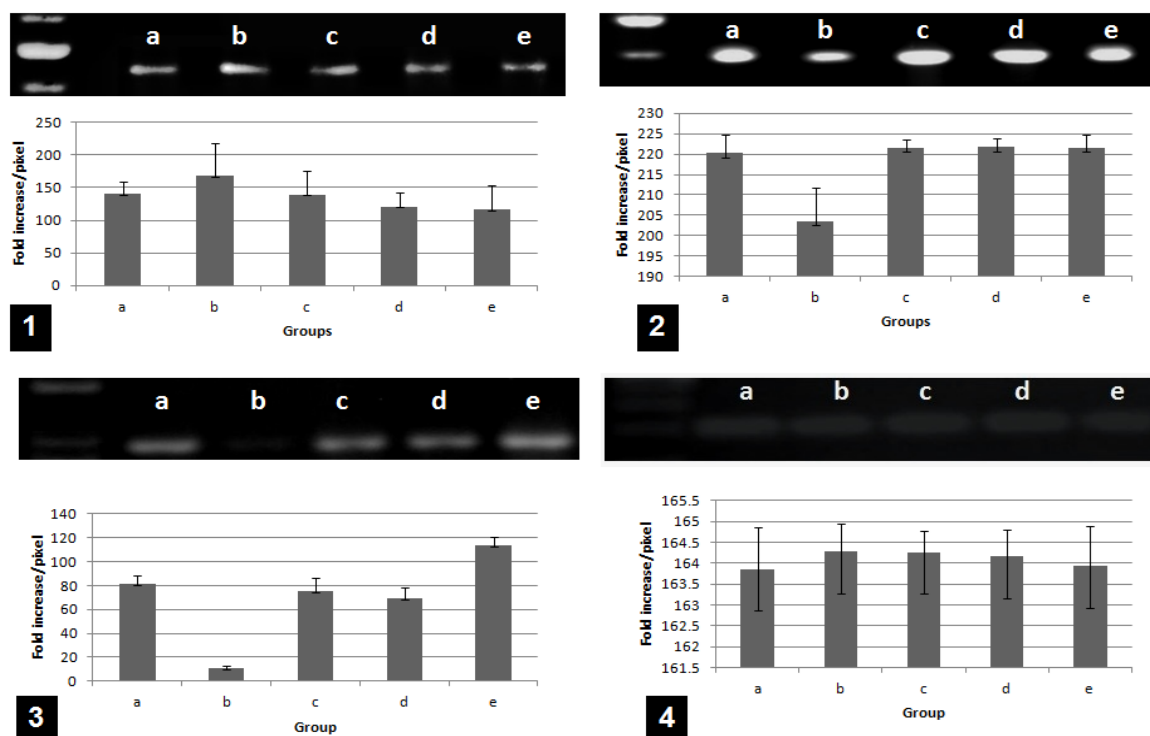 a b c d e
Fold increase/pixel
250
200
150
100
50
0
a b c d e
Groups
1
a b c d e
Fold increase/pixel
230
225
220
215
210
205
200
195
190
a b c d e
Groups
2
a b c d e
Fold increase/pixel
140
120
100
80
60
40
20
0
a b c d e
Group
3
a b c d e
Fold increase/pixel
165.5
165
164.5
164
163.5
163
162.5
162
161.5
a b c d e
Group
4